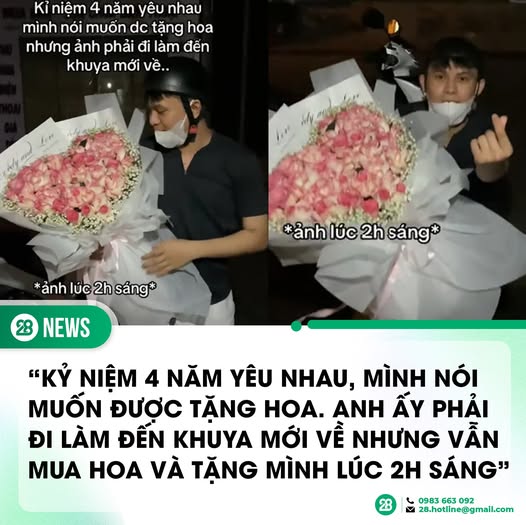 Kỉ niệm 4 năm yêu nhau
mình nói muốn dc tặng hoa
nhưng ảnh phải đi làm đến
khuya mới về..
*ảnh lúc 2h sáng*
*ảnh lúc 2h sáng*
28 NEWS
“KỶ NIỆM 4 NĂM YÊU NHAU, MÌNH NÓI
MUỐN ĐƯỢC TẶNG HOA. ANH ẤY PHẢI
ĐI LÀM ĐẾN KHUYA MỚI VỀ NHƯNG VẪN
MUA HOA VÀ TẶNG MÌNH LÚC 2H SÁNG”
28
0983 663 092
28.hotline@gmail.com